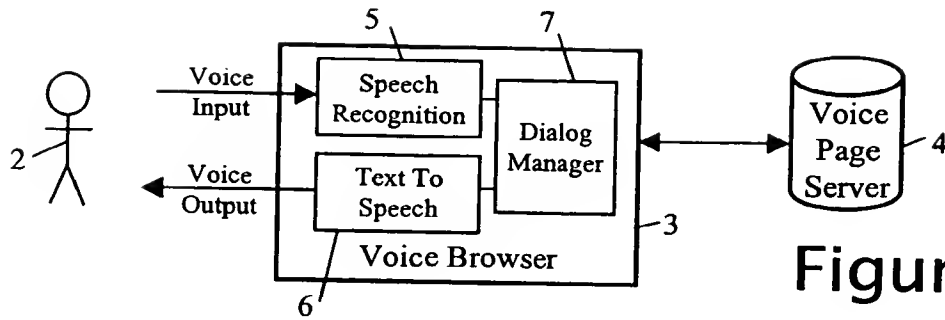 5
7
Voice
Input
Speech
Recognition
Dialog
Manager
Voice
Page
Server
4
2
Voice
Output
Text To
Speech
3
Voice Browser
6
Figur